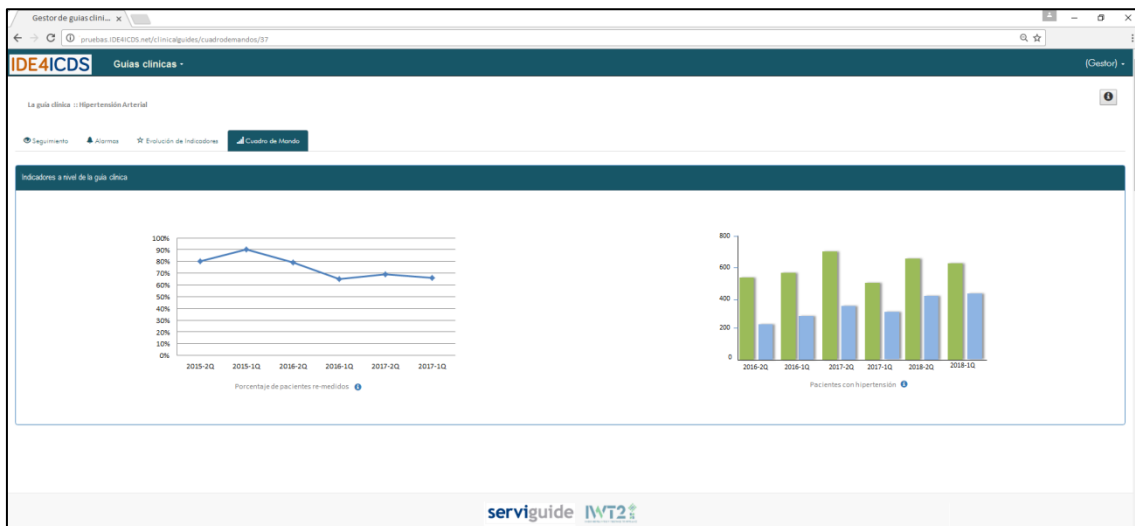 Gestor de guias clini... x
pruebas.IDE4ICDS.net/clinicalguides/cuadrodemandos/57
IDE4ICDS Guias clínicas
(Gestor)
La guía clínica :: Hipertensión Arterial
Seguimiento Alarmas Evolución de Indicadores Cuadro de Mando
Indicadores a nivel de la guía clínica
100%
90%
80%
70%
60%
50%
40%
30%
20%
10%
0%
2015-2Q 2015-1Q 2016-2Q 2016-1Q 2017-2Q 2017-1Q
Porcentaje de pacientes re-medidos
800
600
400
200
0
2016-2Q 2016-1Q 2017-2Q 2017-1Q 2018-2Q 2018-1Q
Pacientes con hipertensión
serviguide IWT2